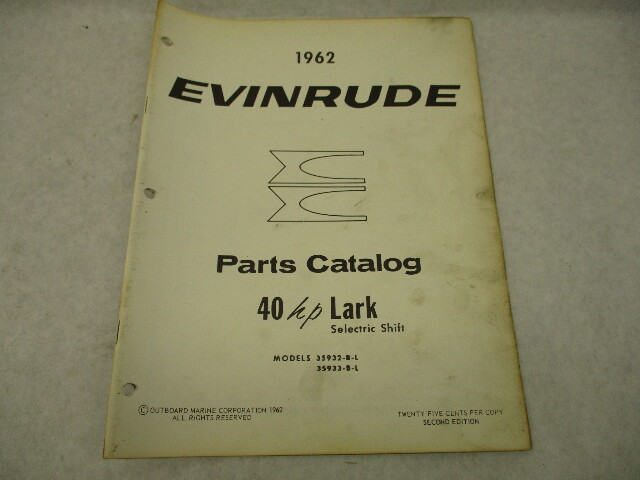 1962
EVINRUDE
Parts Catalog
40 hp Lark
Selectric Shift
MODELS 35932-B-L
35933-B-L
© OUTBOARD MARINE CORPORATION 1962
ALL RIGHTS RESERVED
TWENTY FIVE CENTS PER COPY
SECOND EDITION